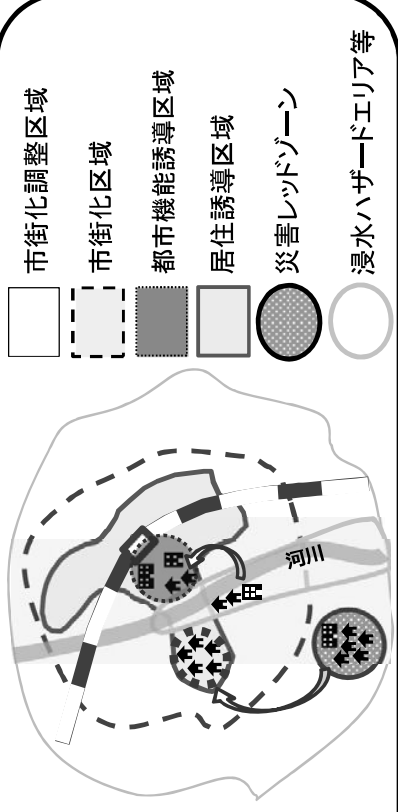 市街化調整区域
市街化区域
都市機能誘導区域
居住誘導区域
災害レッドゾーン
浸水ハザードエリア等
河川